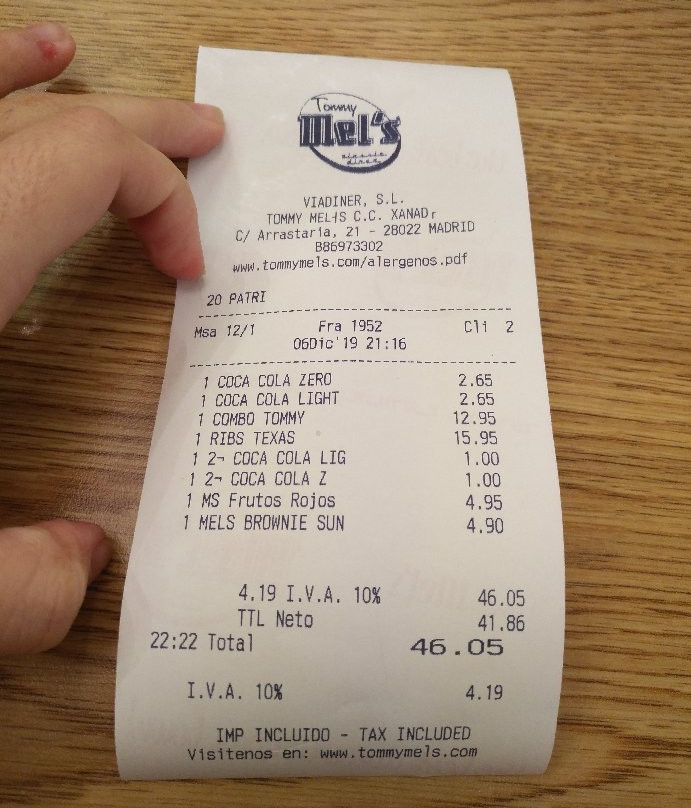 Tommy
Mel's
classic
diner
VIADINER, S.L.
TOMMY MEL┤S C.C. XANADr
C/ Arrastaria, 21 - 28022 MADRID
B86973302
www.tommymels.com/alergenos.pdf
20 PATRI
Msa 12/1 Fra 1952 Cli 2
06Dic'19 21:16
1 COCA COLA ZERO 2.65
1 COCA COLA LIGHT 2.65
1 COMBO TOMMY 12.95
1 RIBS TEXAS 15.95
1 2¬ COCA COLA LIG 1.00
1 2¬ COCA COLA Z 1.00
1 MS Frutos Rojos 4.95
1 MELS BROWNIE SUN 4.90
4.19 I.V.A. 10% 46.05
TTL Neto 41.86
22:22 Total 46.05
I.V.A. 10% 4.19
IMP INCLUIDO - TAX INCLUDED
Visitenos en: www.tommymels.com